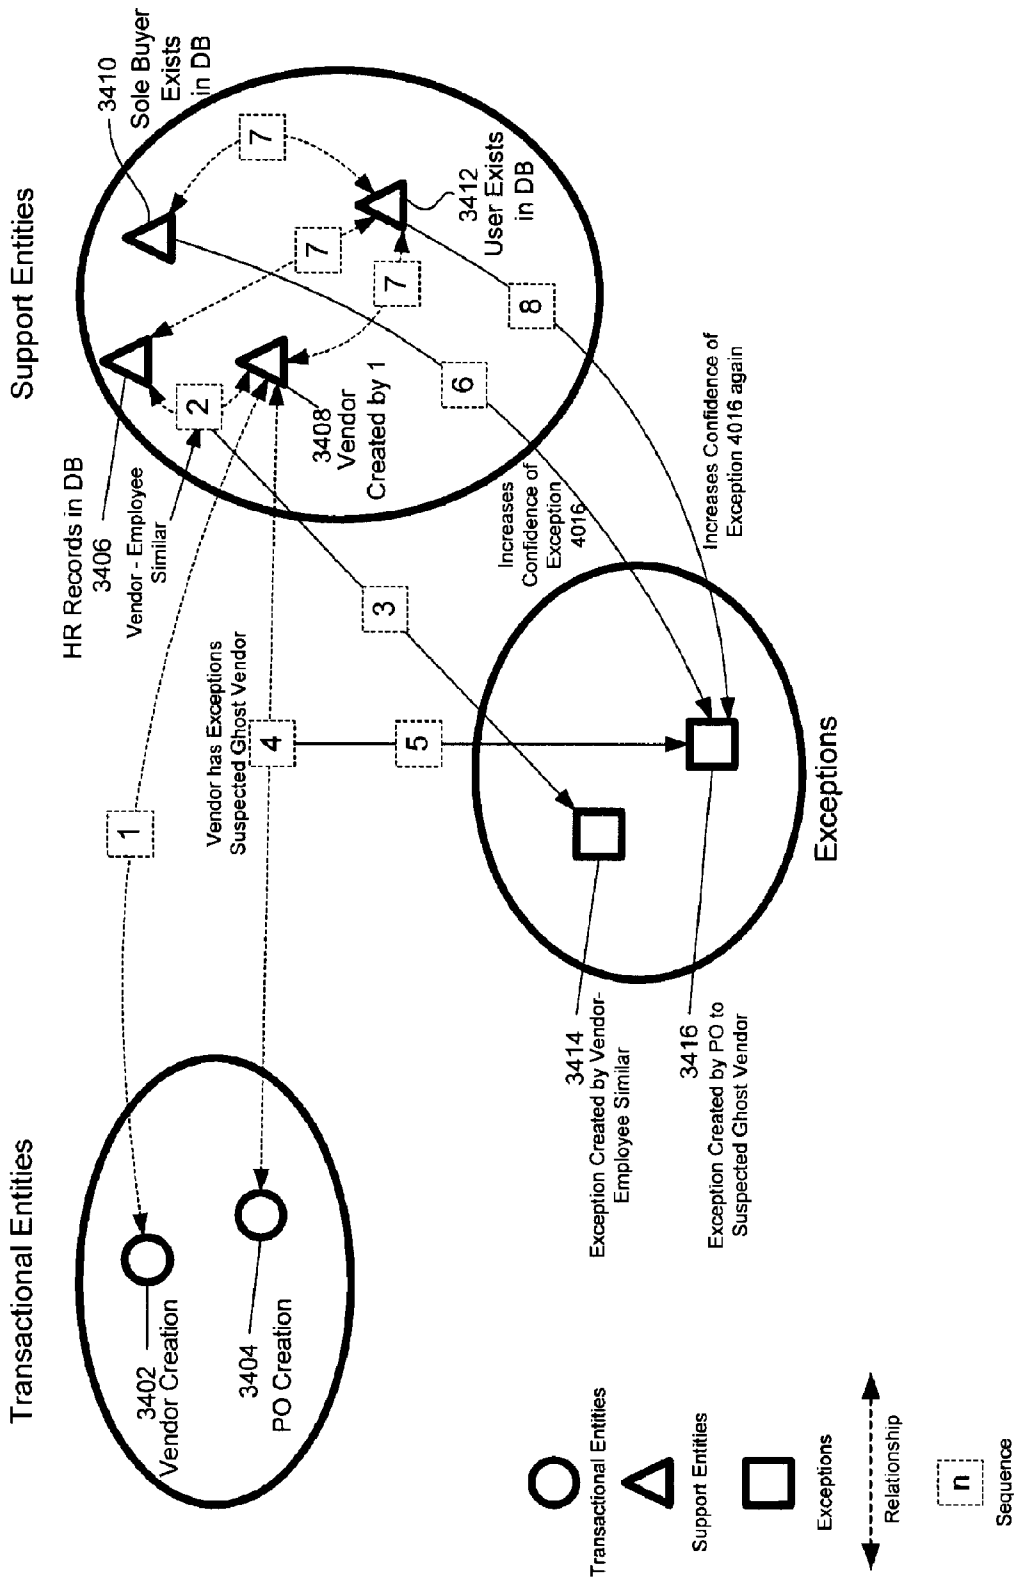 Transactional Entities
Support Entities
3402
Vendor Creation
3404
PO Creation
1
HR Records in DB
3406
Vendor - Employee
Similar
2
3410
Sole Buyer
Exists
in DB
7
7
7
3412
User Exists
in DB
3408
Vendor
Created by 1
Vendor has Exceptions
Suspected Ghost Vendor
4
3
5
6
8
Increases
Confidence of
Exception
4016
Increases Confidence of
Exception 4016 again
3414
Exception Created by Vendor-
Employee Similar
3416
Exception Created by PO to
Suspected Ghost Vendor
Exceptions
Transactional Entities
Support Entities
Exceptions
Relationship
n
Sequence